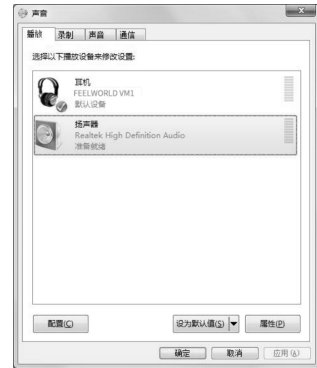 声音
播放 录制 声音 通信
选择以下播放设备来修改设置:
耳机
FEELWORLD VM1
默认设备
扬声器
Realtek High Definition Audio
准备就绪
配置(C) 设为默认值(S) 属性(P)
确定 取消 应用(A)